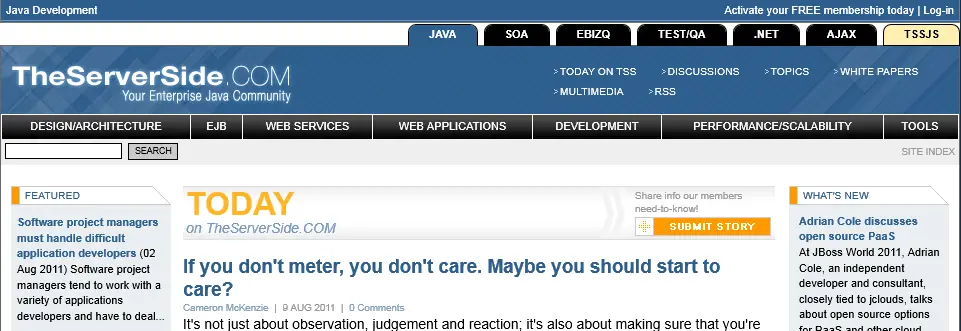 Java Development
Activate your FREE membership today | Log-in
JAVA
SOA
EBIZQ
TEST/QA
.NET
AJAX
TSSJS
TheServerSide.COM
Your Enterprise Java Community
>TODAY ON TSS >DISCUSSIONS >TOPICS >WHITE PAPERS
>MULTIMEDIA >RSS
DESIGN/ARCHITECTURE
EJB
WEB SERVICES
WEB APPLICATIONS
DEVELOPMENT
PERFORMANCE/SCALABILITY
TOOLS
SEARCH
SITE INDEX
FEATURED
Software project managers
must handle difficult
application developers (02
Aug 2011) Software project
managers tend to work with a
variety of applications
developers and have to deal...
TODAY
on TheServerSide.COM
Share info our members
need-to-know!
SUBMIT STORY
If you don't meter, you don't care. Maybe you should start to
care?
Cameron McKenzie | 9 AUG 2011 | 0 Comments
It's not just about observation, judgement and reaction; it's also about making sure that you're
WHAT'S NEW
Adrian Cole discusses
open source PaaS
At JBoss World 2011, Adrian
Cole, an independent
developer and consultant,
closely tied to jclouds, talks
about open source options
for PaaS and other cloud